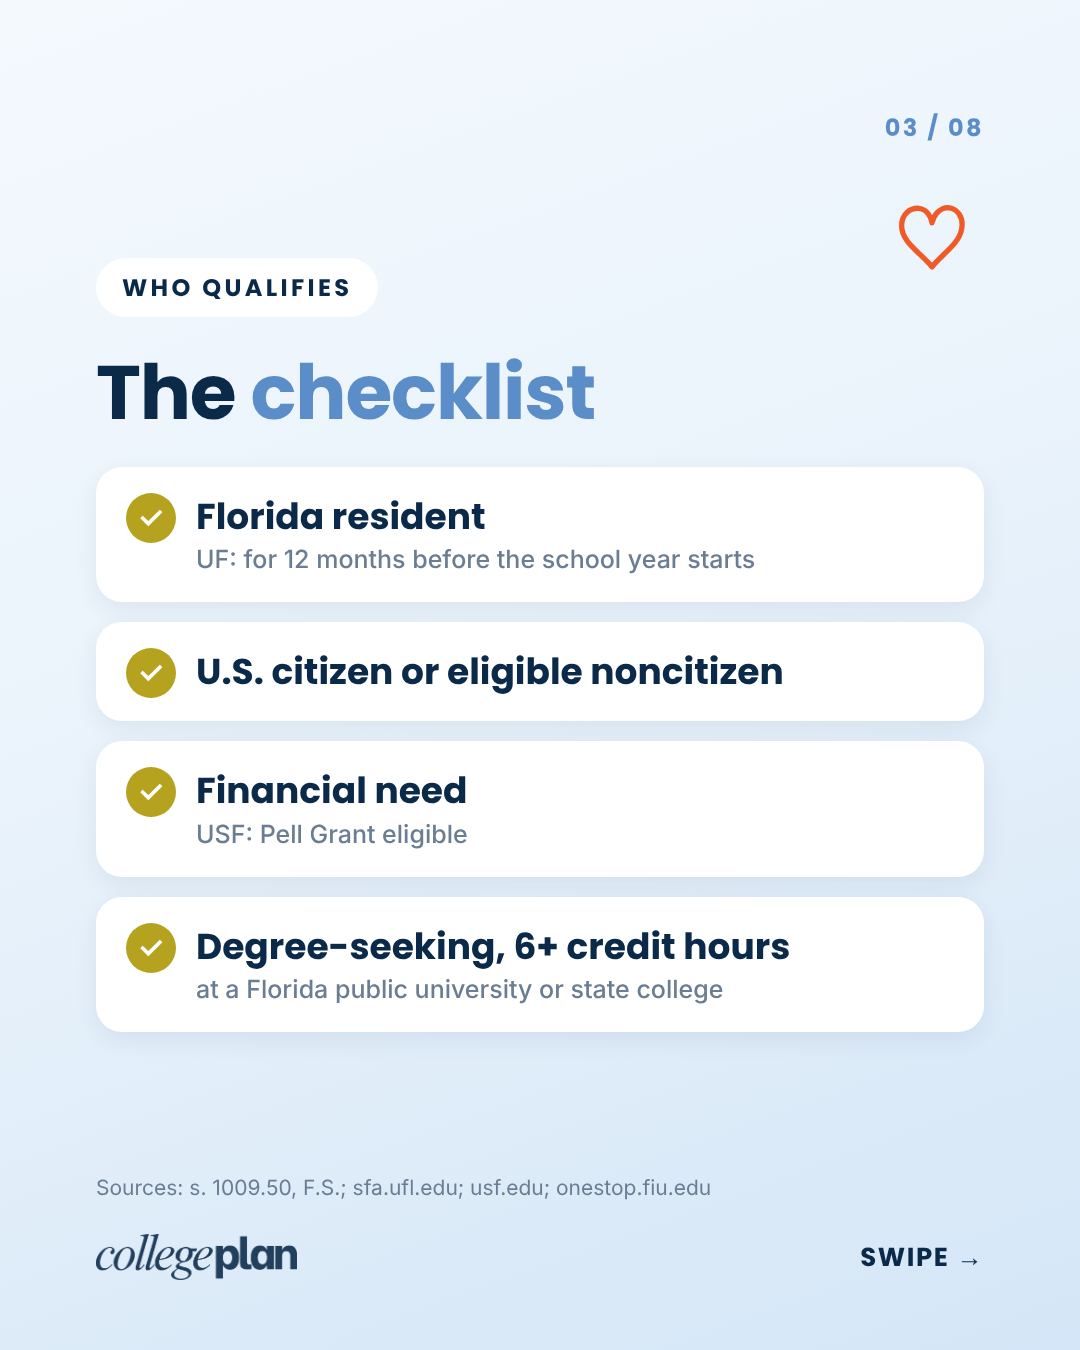 03 / 08
WHO QUALIFIES
The checklist
Florida resident
UF: for 12 months before the school year starts
U.S. citizen or eligible noncitizen
Financial need
USF: Pell Grant eligible
Degree-seeking, 6+ credit hours
at a Florida public university or state college
Sources: s. 1009.50, F.S.; sfa.ufl.edu; usf.edu; onestop.fiu.edu
collegeplan
SWIPE →